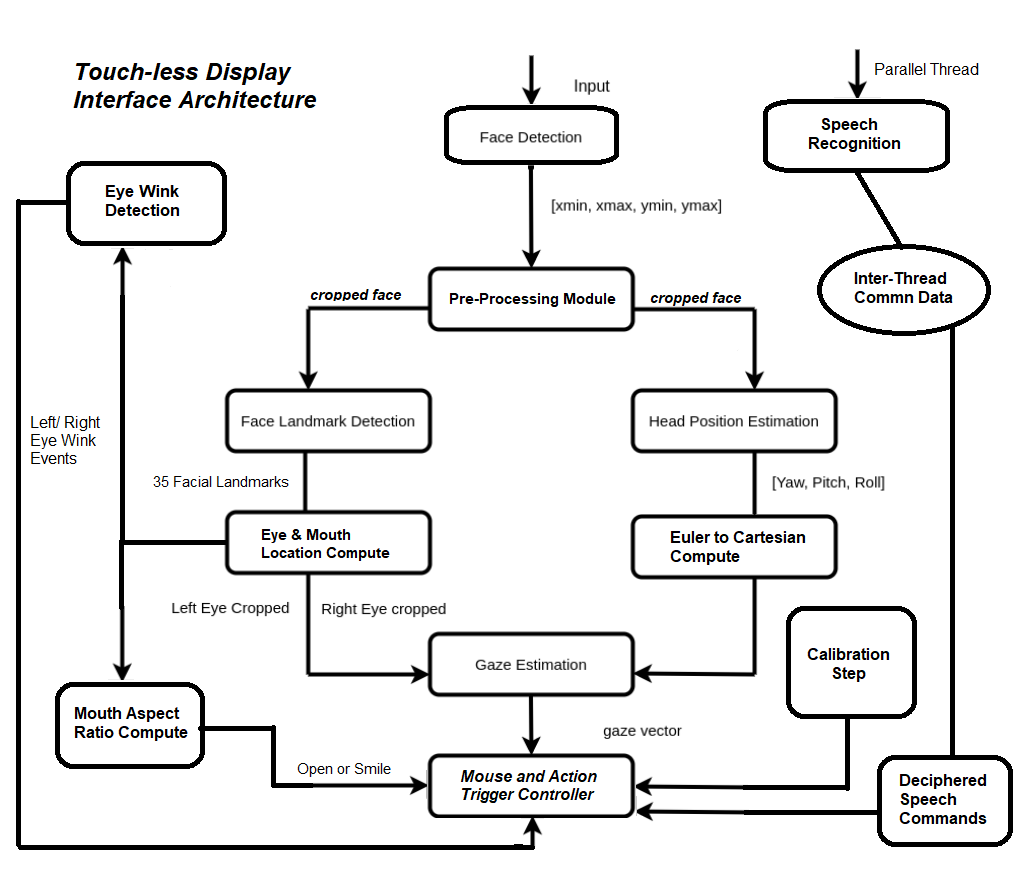 Touch-less Display
Interface Architecture
Input
Parallel Thread
Face Detection
Speech
Recognition
[xmin, xmax, ymin, ymax]
Eye Wink
Detection
Inter-Thread
Commn Data
cropped face
Pre-Processing Module
cropped face
Face Landmark Detection
Head Position Estimation
Left/ Right
Eye Wink
Events
35 Facial Landmarks
[Yaw, Pitch, Roll]
Eye & Mouth
Location Compute
Euler to Cartesian
Compute
Left Eye Cropped
Right Eye cropped
Gaze Estimation
Calibration
Step
Mouth Aspect
Ratio Compute
gaze vector
Open or Smile
Mouse and Action
Trigger Controller
Deciphered
Speech
Commands